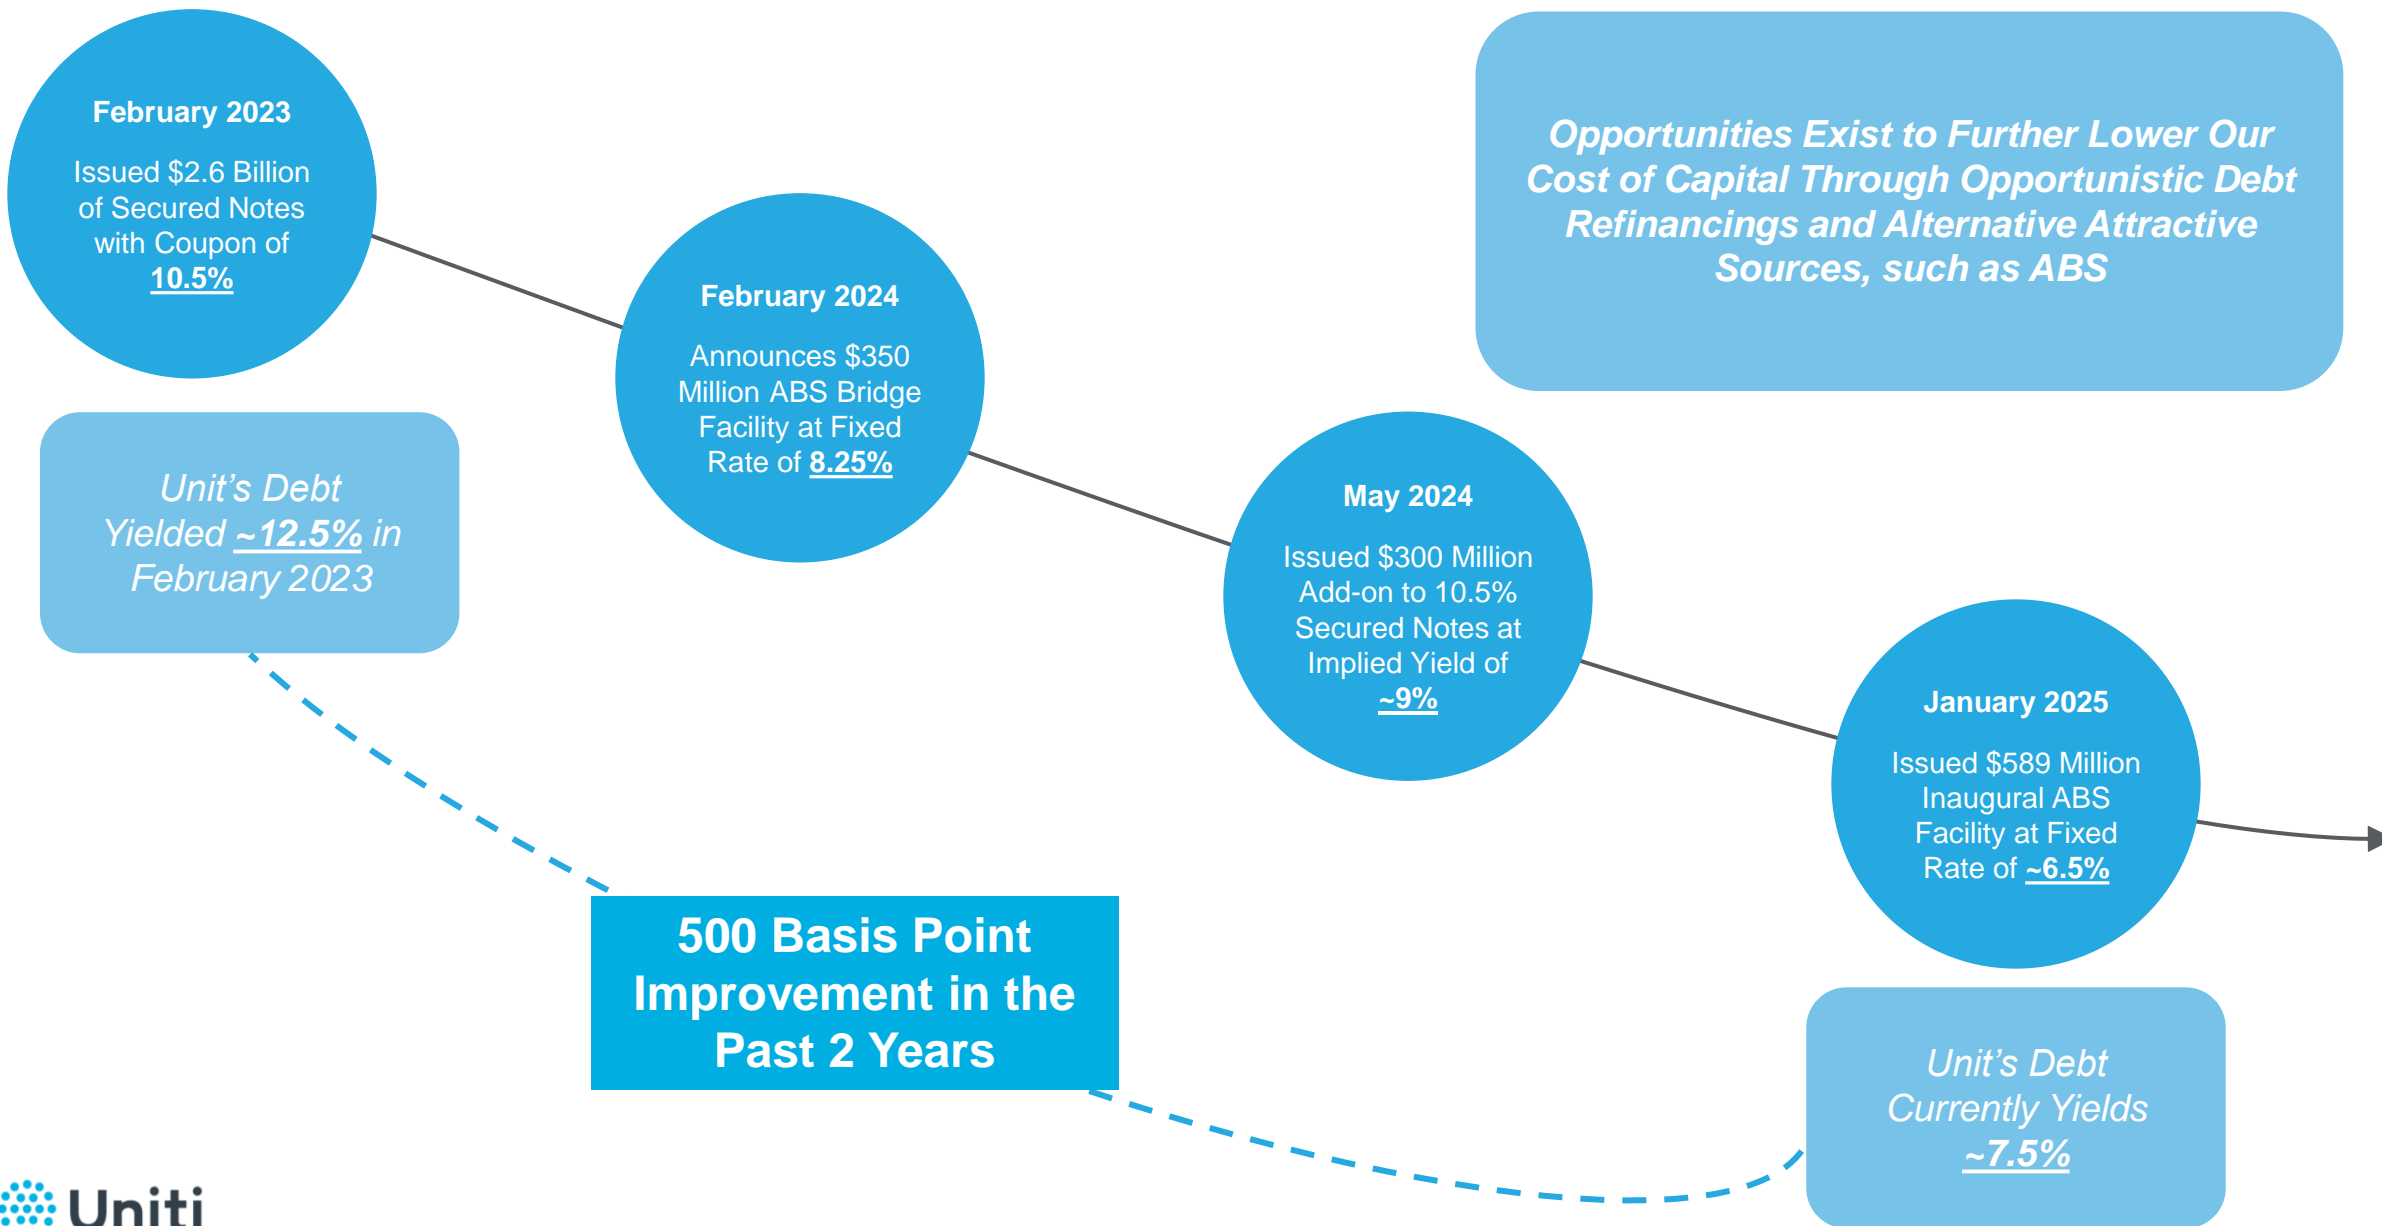 February 2023
Issued $2.6 Billion
of Secured Notes
with Coupon of
10.5%
Opportunities Exist to Further Lower Our
Cost of Capital Through Opportunistic Debt
Refinancings and Alternative Attractive
Sources, such as ABS
February 2024
Announces $350
Million ABS Bridge
Facility at Fixed
Rate of 8.25%
Unit’s Debt
Yielded ~12.5% in
February 2023
May 2024
Issued $300 Million
Add-on to 10.5%
Secured Notes at
Implied Yield of
~9%
January 2025
Issued $589 Million
Inaugural ABS
Facility at Fixed
Rate of ~6.5%
500 Basis Point
Improvement in the
Past 2 Years
Unit’s Debt
Currently Yields
~7.5%
Uniti